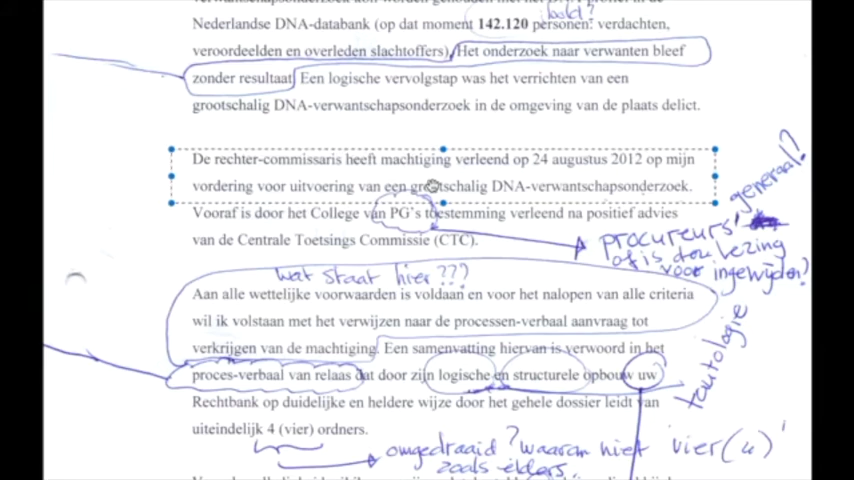 Nederlandse DNA-databank (op dat moment 142.120 personen: verdachten,
veroordeelden en overleden slachtoffers). Het onderzoek naar verwanten bleef
zonder resultaat. Een logische vervolgstap was het verrichten van een
grootschalig DNA-verwantschapsonderzoek in de omgeving van de plaats delict.
De rechter-commissaris heeft machtiging verleend op 24 augustus 2012 op mijn
vordering voor uitvoering van een grootschalig DNA-verwantschapsonderzoek.
Vooraf is door het College van PG's toestemming verleend na positief advies
van de Centrale Toetsings Commissie (CTC).
procureurs'
generaal?
of is deze lezing
voor ingewijden?
wat staat hier???
Aan alle wettelijke voorwaarden is voldaan en voor het nalopen van alle criteria
wil ik volstaan met het verwijzen naar de processen-verbaal aanvraag tot
verkrijgen van de machtiging. Een samenvatting hiervan is verwoord in het
proces-verbaal van relaas dat door zijn logische en structurele opbouw uw
tautologie
Rechtbank op duidelijke en heldere wijze door het gehele dossier leidt van
uiteindelijk 4 (vier) ordners.
omgedraaid? waarom niet 'vier (4)'
zoals elders.